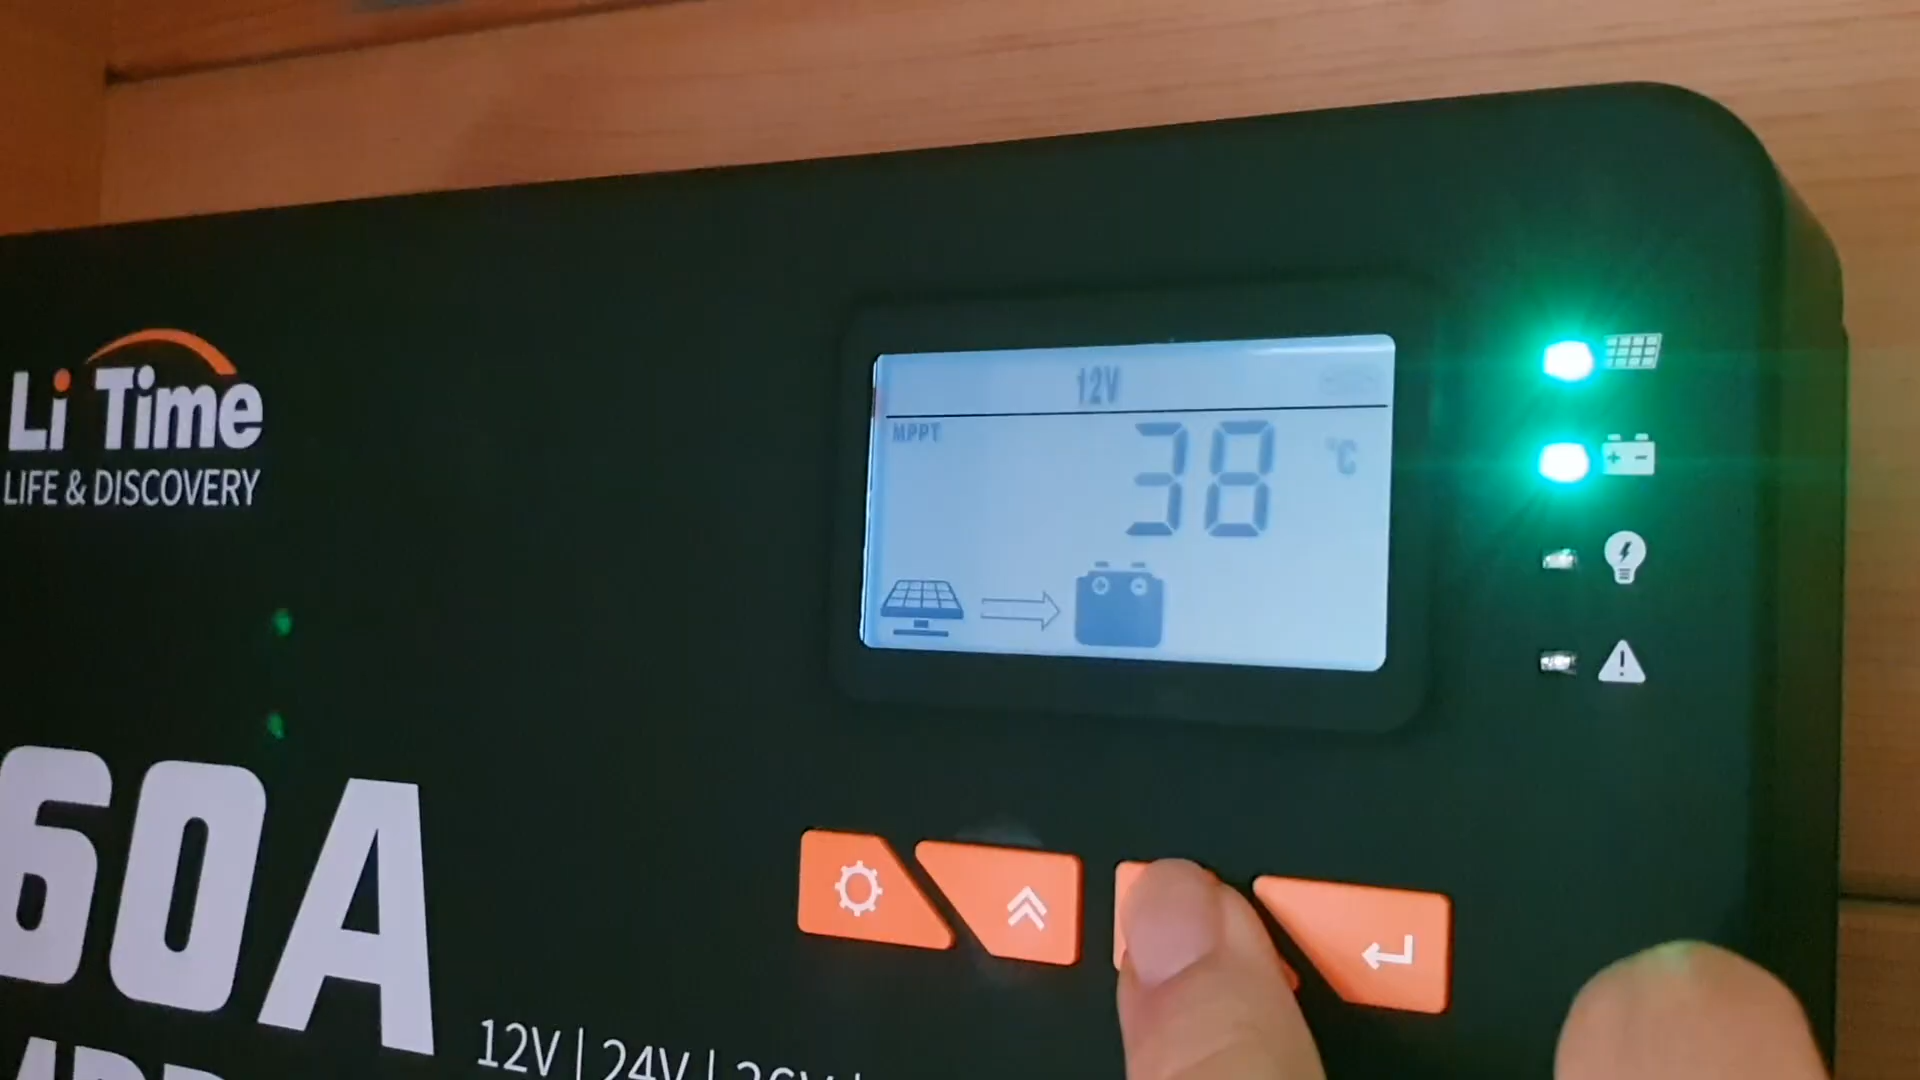 Li Time
LIFE & DISCOVERY
12V
MPPT
38 °C
60A
12V | 24V | 36V |